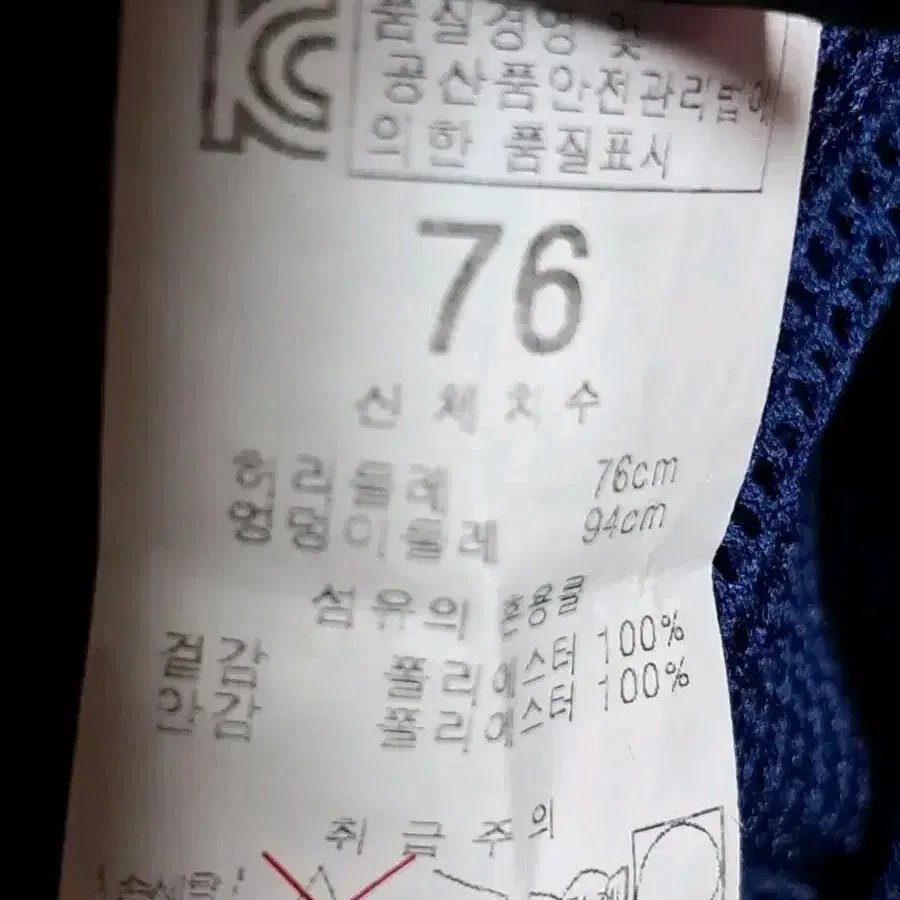 품질경영 및
공산품안전관리법에
의한 품질표시
76
신체치수
허리둘레 76cm
엉덩이둘레 94cm
섬유의 혼용률
겉감 폴리에스터 100%
안감 폴리에스터 100%
취급주의